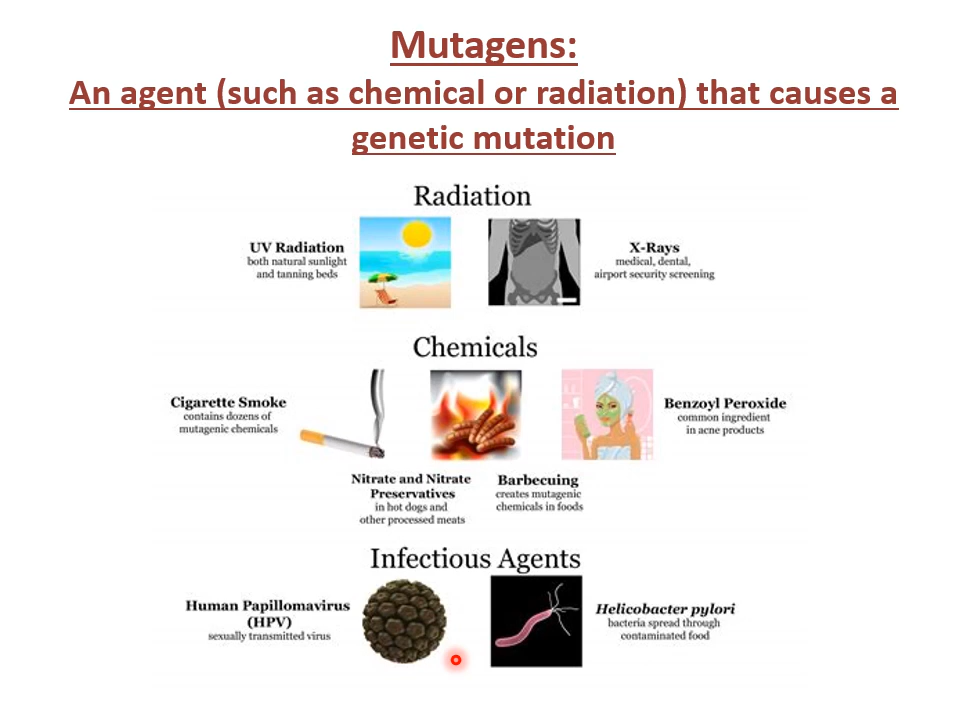 Mutagens:
An agent (such as chemical or radiation) that causes a
genetic mutation
Radiation
UV Radiation
both natural sunlight
and tanning beds
X-Rays
medical, dental,
airport security screening
Chemicals
Cigarette Smoke
contains dozens of
mutagenic chemicals
Benzoyl Peroxide
common ingredient
in acne products
Nitrate and Nitrate
Preservatives
in hot dogs and
other processed meats
Barbecuing
creates mutagenic
chemicals in foods
Infectious Agents
Human Papillomavirus
(HPV)
sexually transmitted virus
Helicobacter pylori
bacteria spread through
contaminated food